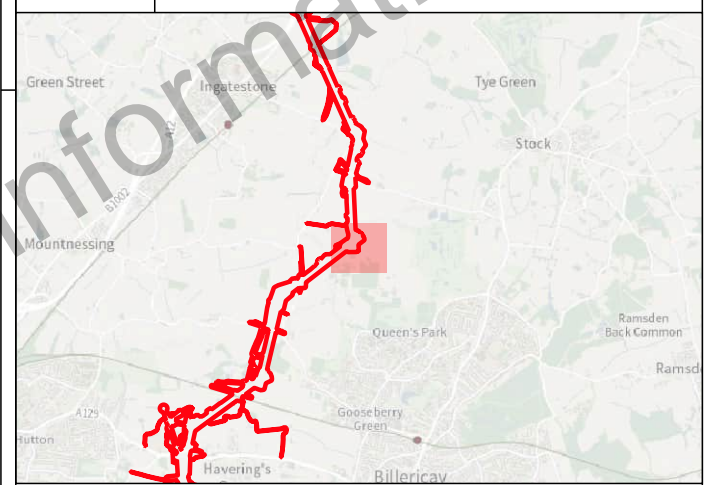 Informati
Green Street
Ingatestone
Tye Green
A12
Stock
B1002
Mountnessing
Ramsden
Back Common
Queen's Park
Ramsd
Gooseberry
Green
A129
Hutton
Havering's
Billericay